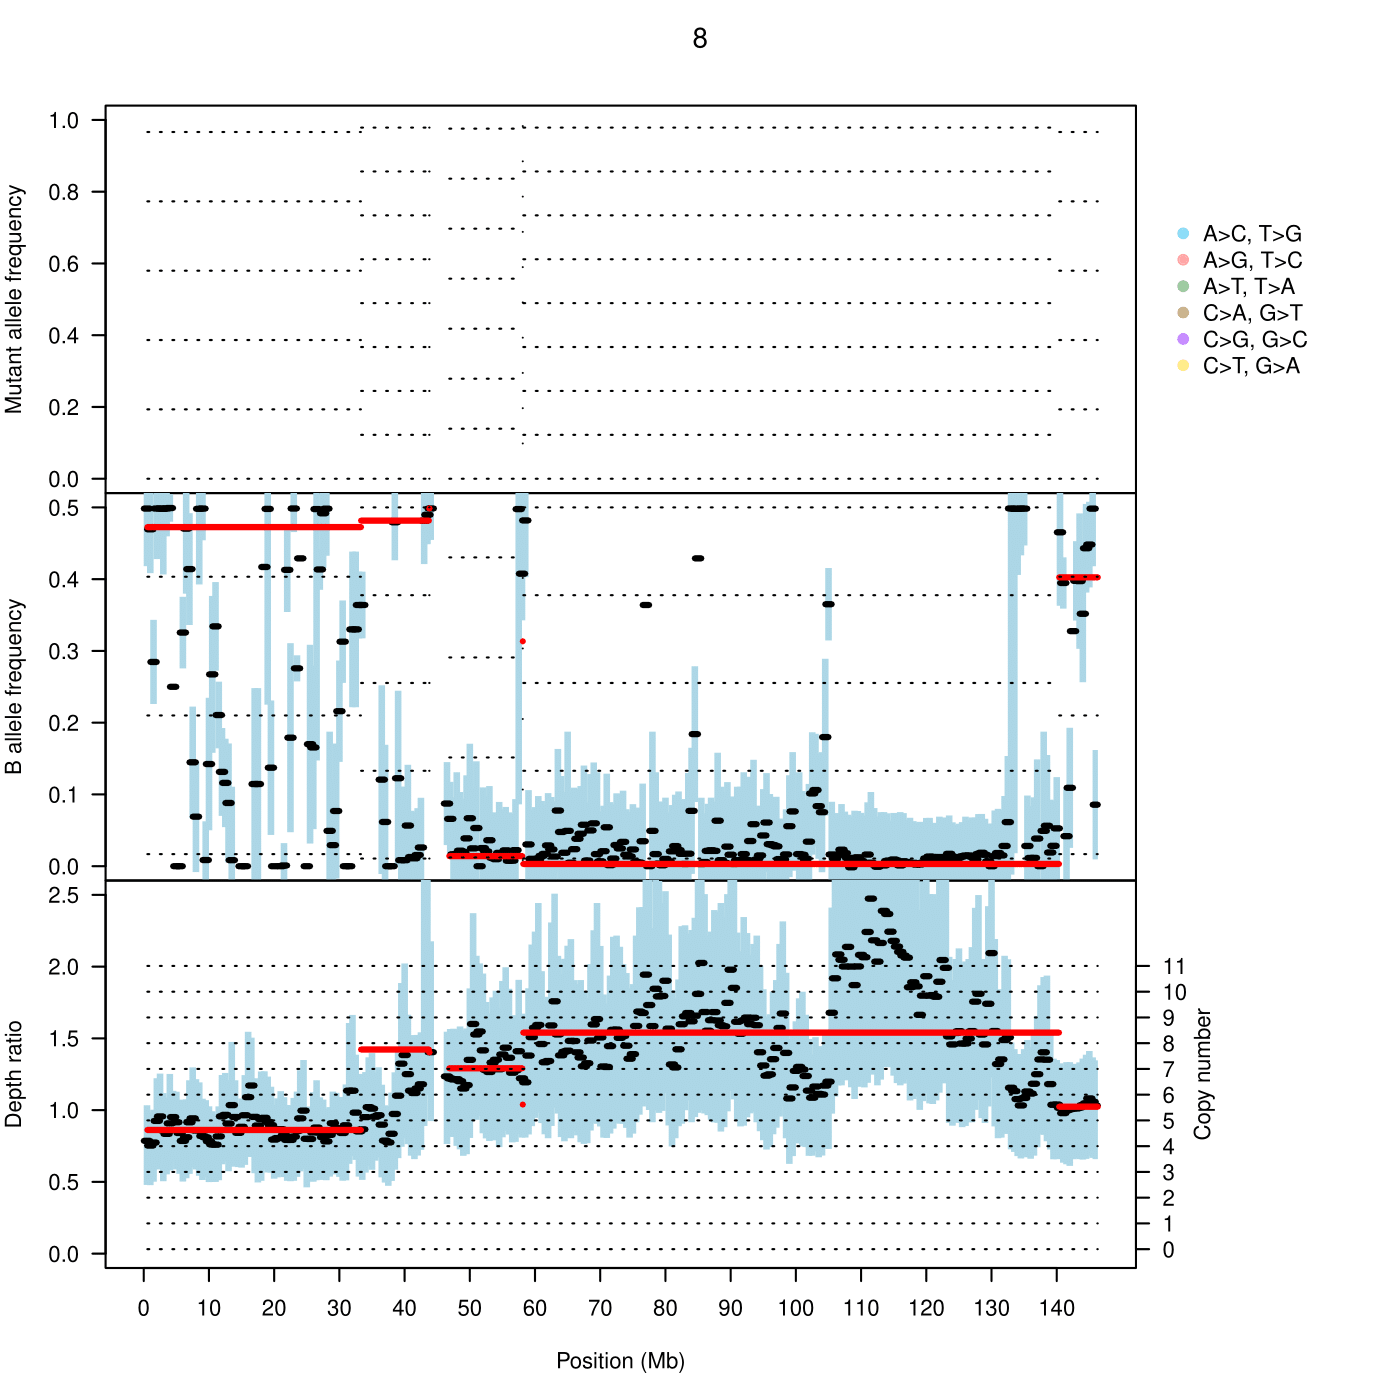 8
Mutant allele frequency
1.0
0.8
0.6
0.4
0.2
0.0
A>C, T>G
A>G, T>C
A>T, T>A
C>A, G>T
C>G, G>C
C>T, G>A
B allele frequency
0.5
0.4
0.3
0.2
0.1
0.0
Depth ratio
2.5
2.0
1.5
1.0
0.5
0.0
11
10
9
8
7
6
5
4
3
2
1
0
Copy number
0 10 20 30 40 50 60 70 80 90 100 110 120 130 140
Position (Mb)